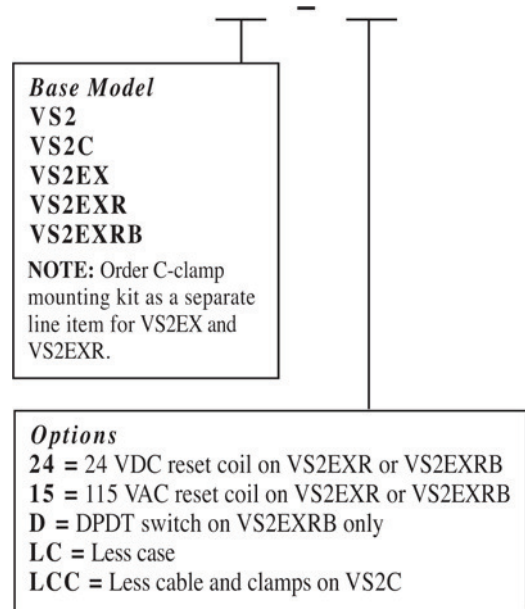 –
Base Model
VS2
VS2C
VS2EX
VS2EXR
VS2EXRB
NOTE: Order C-clamp
mounting kit as a separate
line item for VS2EX and
VS2EXR.
Options
24 = 24 VDC reset coil on VS2EXR or VS2EXRB
15 = 115 VAC reset coil on VS2EXR or VS2EXRB
D = DPDT switch on VS2EXRB only
LC = Less case
LCC = Less cable and clamps on VS2C